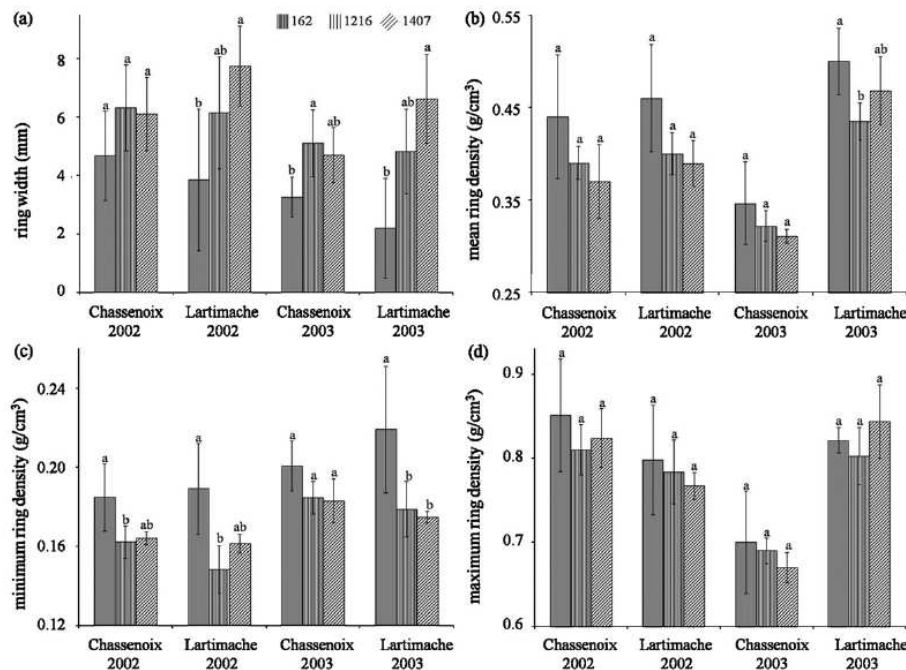 (a) 162 1216 1407
ring width (mm)
8
6
4
2
0
a a a
b ab a
b a ab
b ab a
Chassenoix Lartimache Chassenoix Lartimache
2002 2002 2003 2003
(b)
mean ring density (g/cm³)
0.55
0.45
0.35
0.25
a a a
a a a
a a a
a b ab
Chassenoix Lartimache Chassenoix Lartimache
2002 2002 2003 2003
(c)
minimum ring density (g/cm³)
0.24
0.20
0.16
0.12
a b ab
a b ab
a a a
a b b
Chassenoix Lartimache Chassenoix Lartimache
2002 2002 2003 2003
(d)
maximum ring density (g/cm³)
0.9
0.8
0.7
0.6
a a a
a a a
a a a
a a a
Chassenoix Lartimache Chassenoix Lartimache
2002 2002 2003 2003